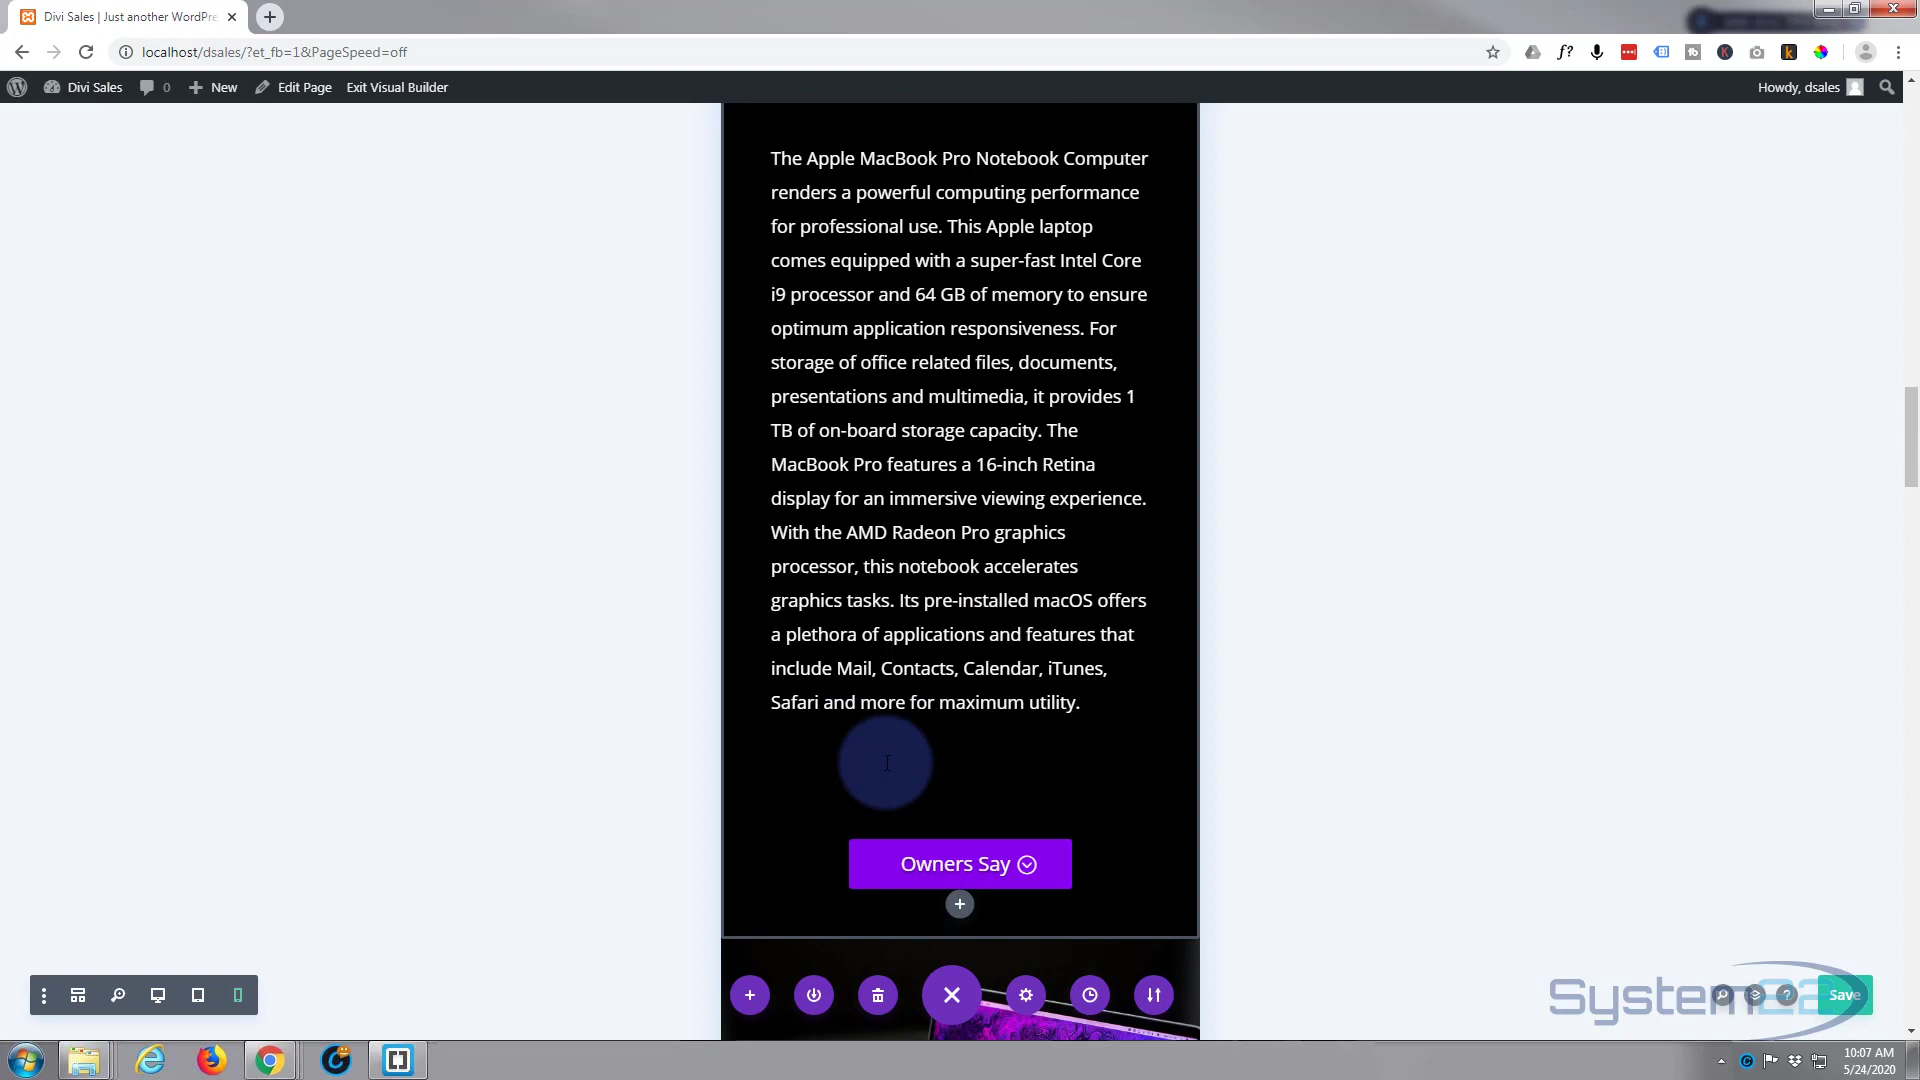 Divi Sales | Just another WordPre
localhost/dsales/?et_fb=1&PageSpeed=off
Divi Sales 0 New Edit Page Exit Visual Builder Howdy, dsales
The Apple MacBook Pro Notebook Computer
renders a powerful computing performance
for professional use. This Apple laptop
comes equipped with a super-fast Intel Core
i9 processor and 64 GB of memory to ensure
optimum application responsiveness. For
storage of office related files, documents,
presentations and multimedia, it provides 1
TB of on-board storage capacity. The
MacBook Pro features a 16-inch Retina
display for an immersive viewing experience.
With the AMD Radeon Pro graphics
processor, this notebook accelerates
graphics tasks. Its pre-installed macOS offers
a plethora of applications and features that
include Mail, Contacts, Calendar, iTunes,
Safari and more for maximum utility.
Owners Say
System22
Save
10:07 AM
5/24/2020